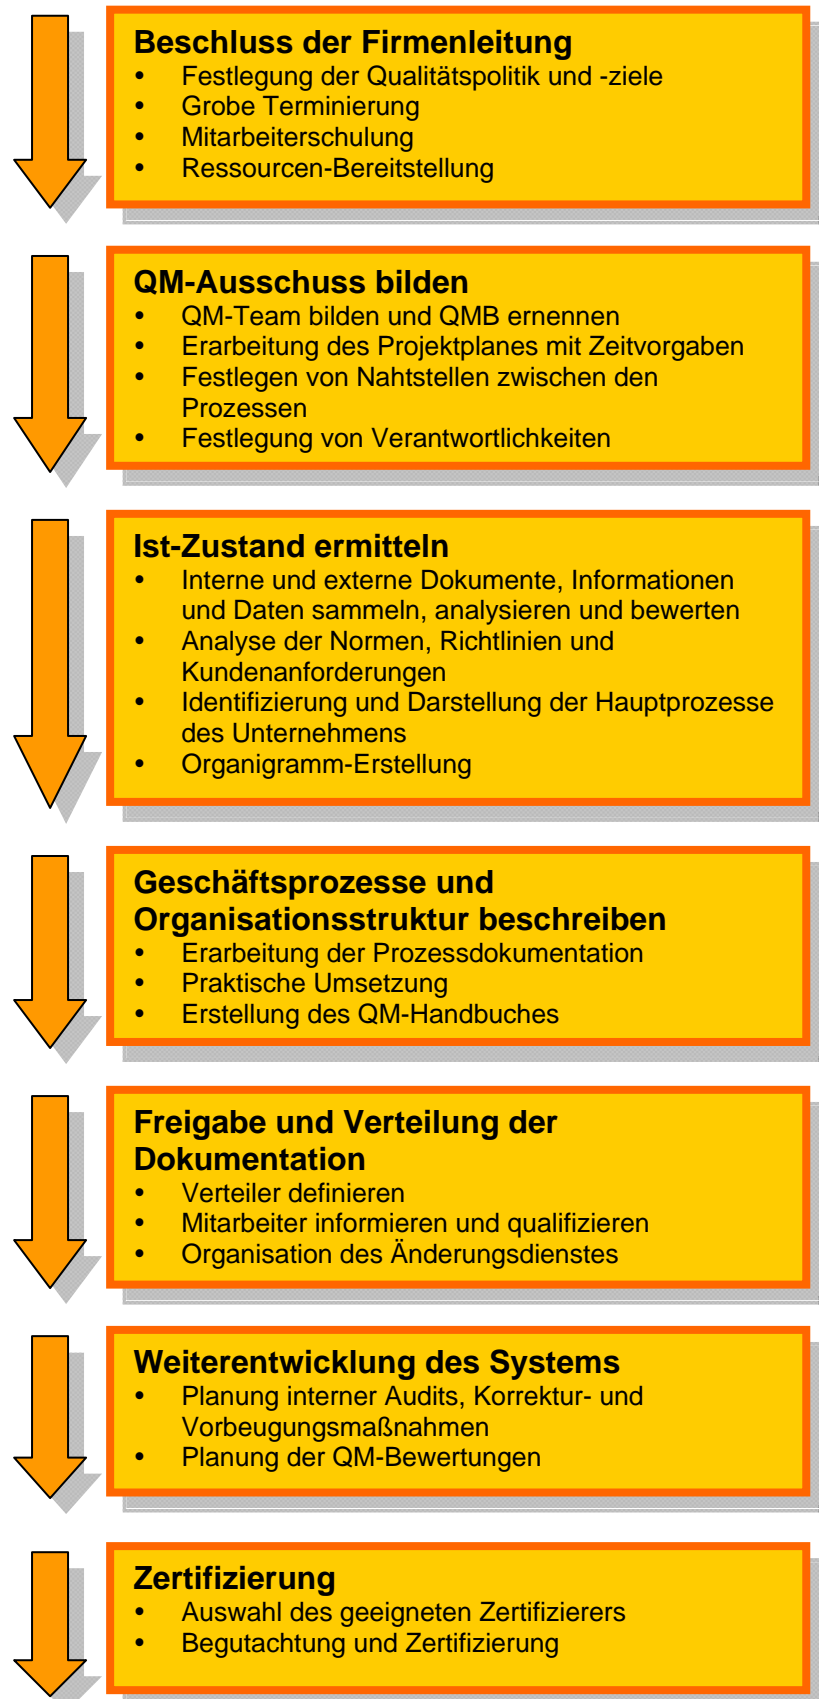 Beschluss der Firmenleitung
• Festlegung der Qualitätspolitik und -ziele
• Grobe Terminierung
• Mitarbeiterschulung
• Ressourcen-Bereitstellung
QM-Ausschuss bilden
• QM-Team bilden und QMB ernennen
• Erarbeitung des Projektplanes mit Zeitvorgaben
• Festlegen von Nahtstellen zwischen den
Prozessen
• Festlegung von Verantwortlichkeiten
Ist-Zustand ermitteln
• Interne und externe Dokumente, Informationen
und Daten sammeln, analysieren und bewerten
• Analyse der Normen, Richtlinien und
Kundenanforderungen
• Identifizierung und Darstellung der Hauptprozesse
des Unternehmens
• Organigramm-Erstellung
Geschäftsprozesse und
Organisationsstruktur beschreiben
• Erarbeitung der Prozessdokumentation
• Praktische Umsetzung
• Erstellung des QM-Handbuches
Freigabe und Verteilung der
Dokumentation
• Verteiler definieren
• Mitarbeiter informieren und qualifizieren
• Organisation des Änderungsdienstes
Weiterentwicklung des Systems
• Planung interner Audits, Korrektur- und
Vorbeugungsmaßnahmen
• Planung der QM-Bewertungen
Zertifizierung
• Auswahl des geeigneten Zertifizierers
• Begutachtung und Zertifizierung